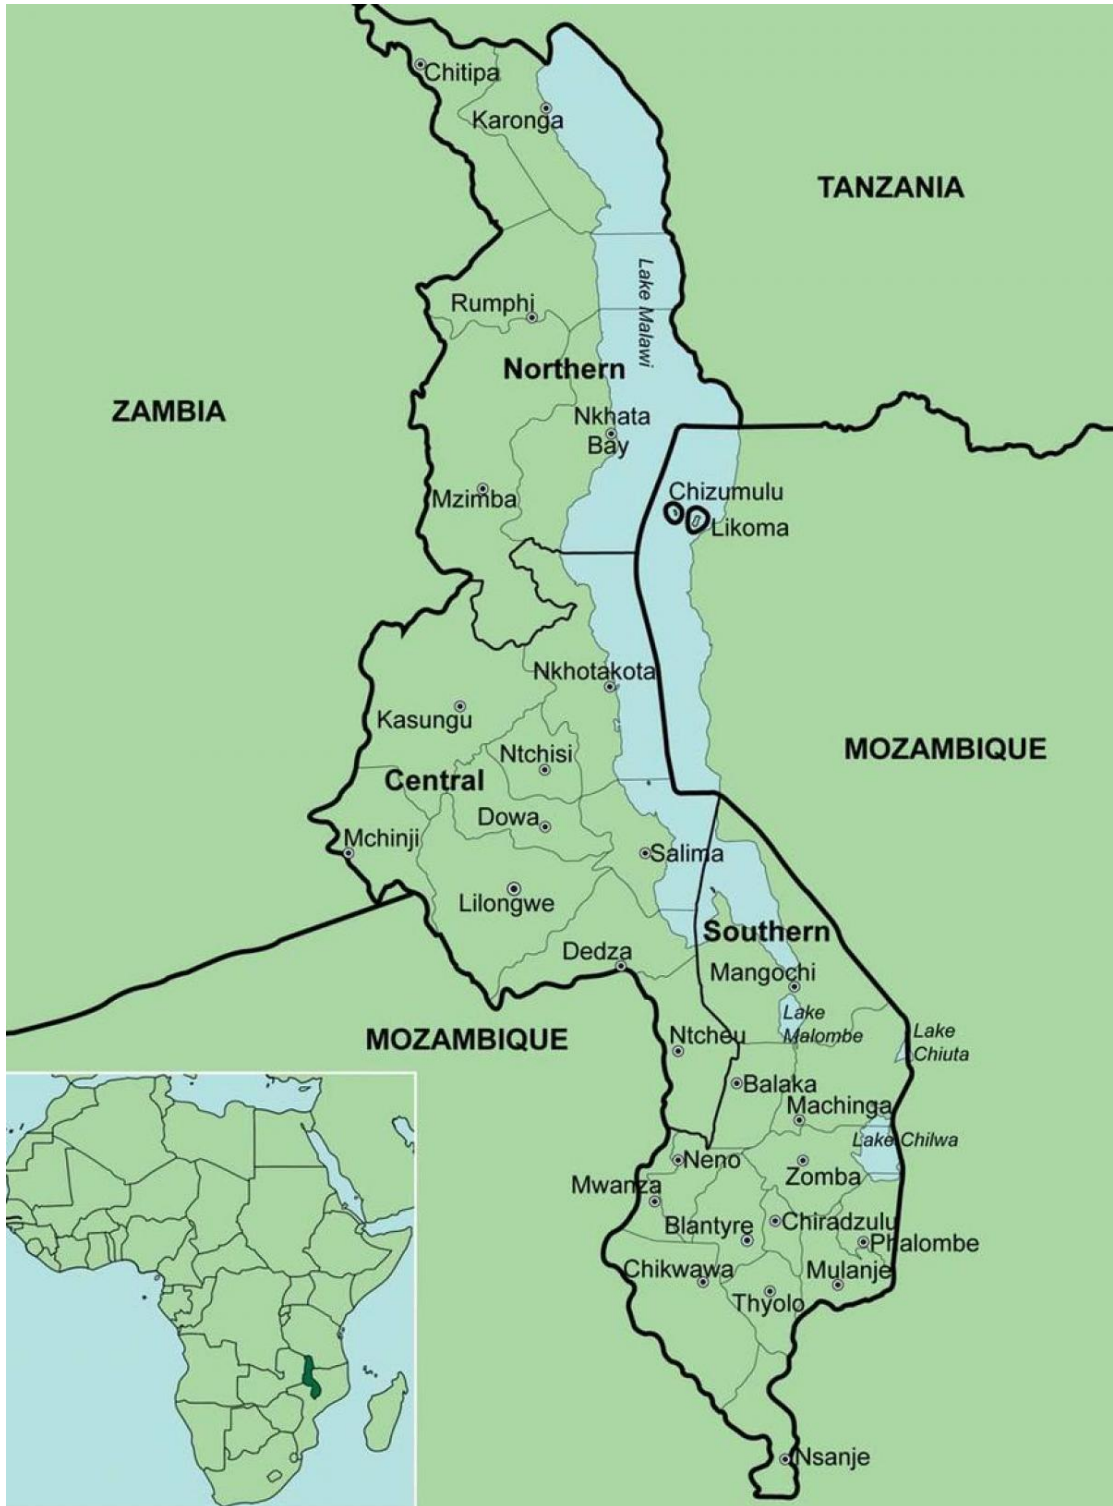 Chitipa
Karonga
TANZANIA
Lake Malawi
Rumphi
Northern
ZAMBIA
Nkhata
Bay
Mzimba
Chizumulu
Likoma
Nkhotakota
Kasungu
Ntchisi
MOZAMBIQUE
Central
Dowa
Mchinji
Salima
Lilongwe
Southern
Dedza
Mangochi
Lake
Malombe
Lake
Chiuta
MOZAMBIQUE
Ntcheu
Balaka
Machinga
Lake Chilwa
Neno
Zomba
Mwanza
Blantyre
Chiradzulu
Phalombe
Chikwawa
Mulanje
Thyolo
Nsanje